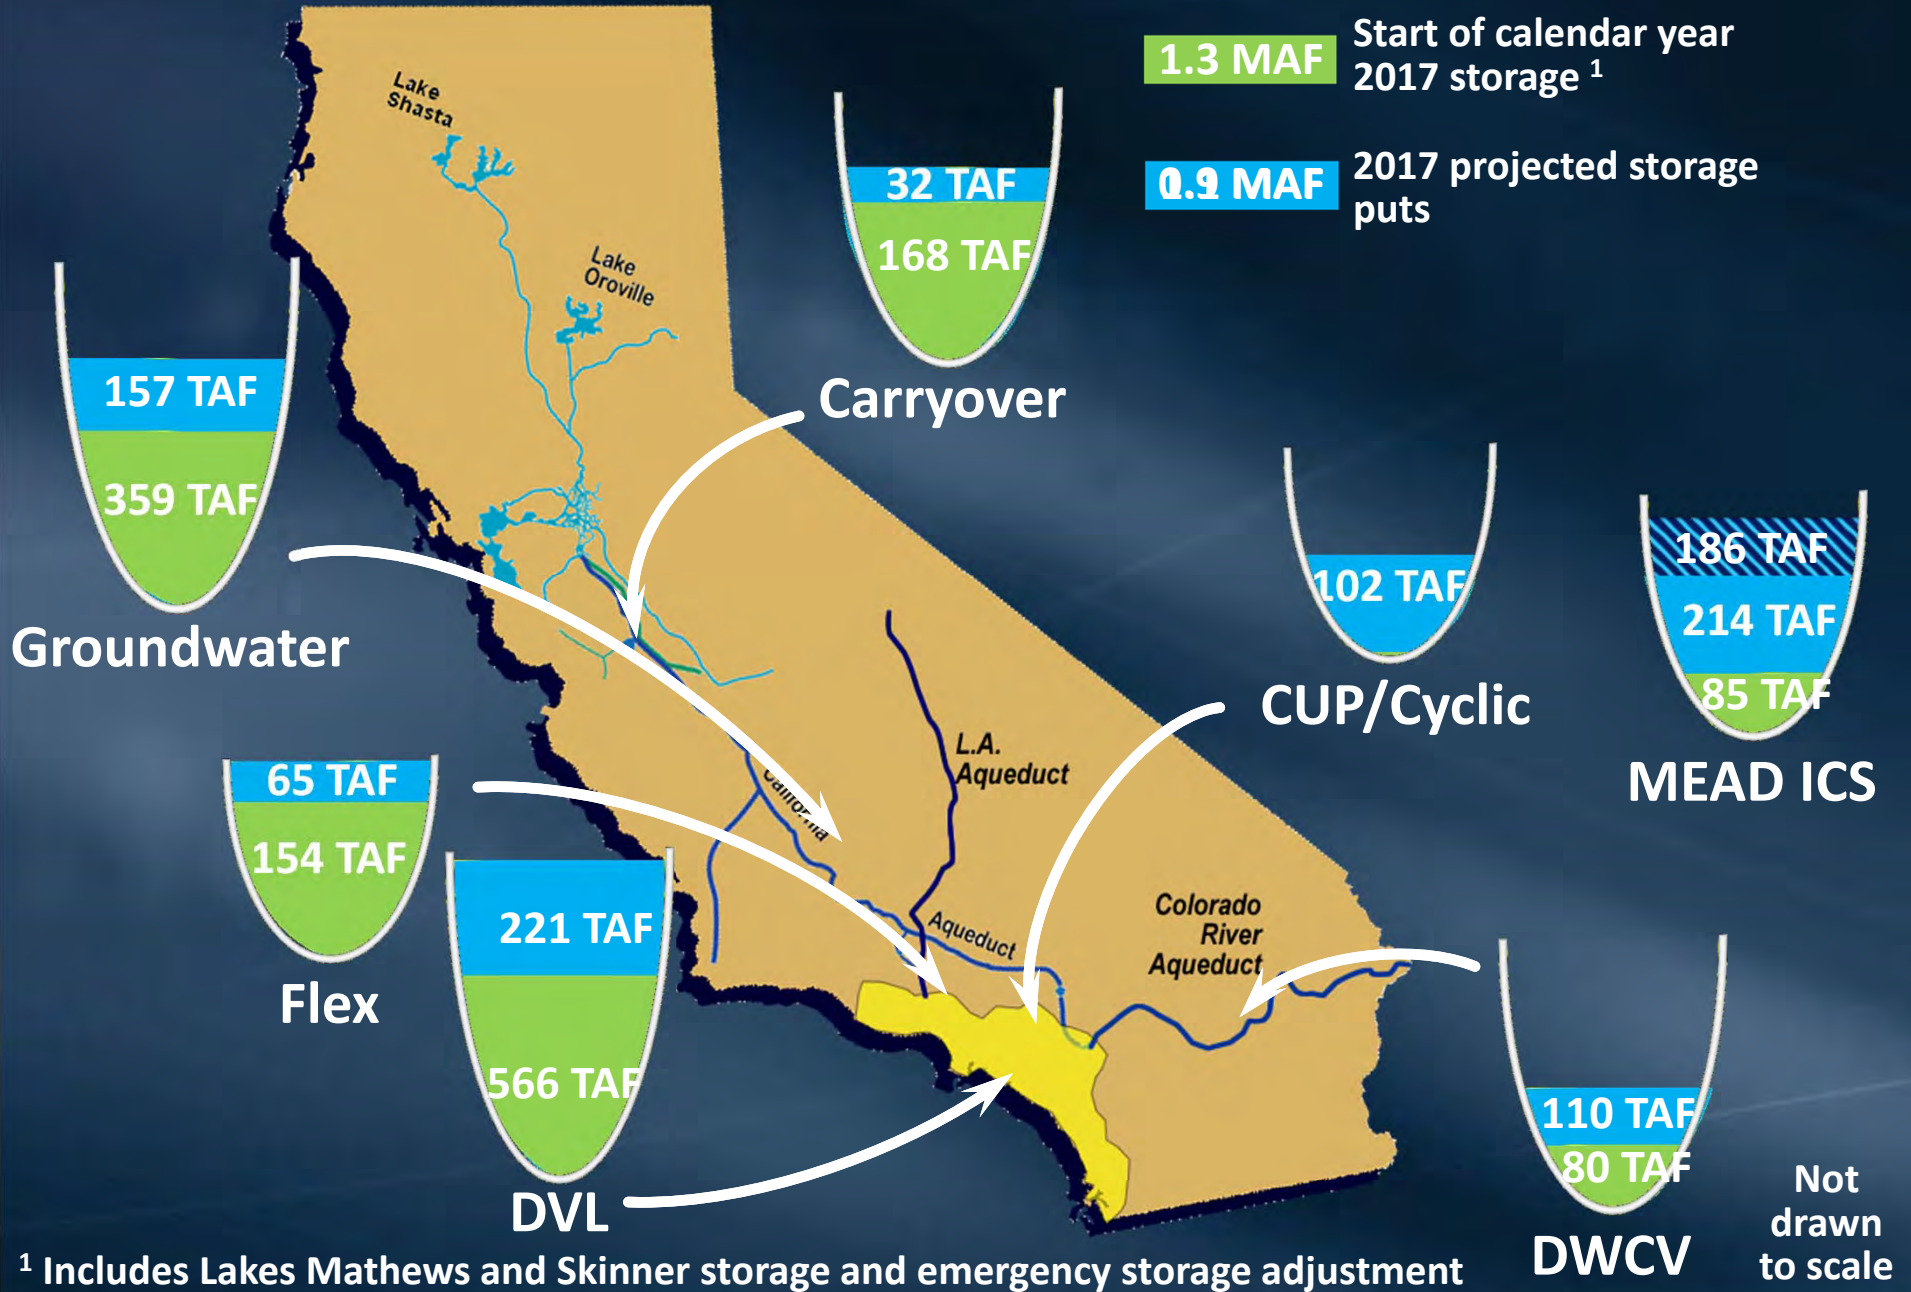 1.3 MAF
Start of calendar year
2017 storage 1
MAF
2017 projected storage
puts
Lake
Shasta
Lake
Oroville
32 TAF
168 TAF
Carryover
157 TAF
359 TAF
Groundwater
102 TAF
CUP/Cyclic
186 TAF
214 TAF
85 TAF
MEAD ICS
65 TAF
154 TAF
Flex
221 TAF
566 TAF
DVL
L.A.
Aqueduct
California
Aqueduct
Colorado
River
Aqueduct
110 TAF
80 TAF
DWCV
Not
drawn
to scale
1 Includes Lakes Mathews and Skinner storage and emergency storage adjustment